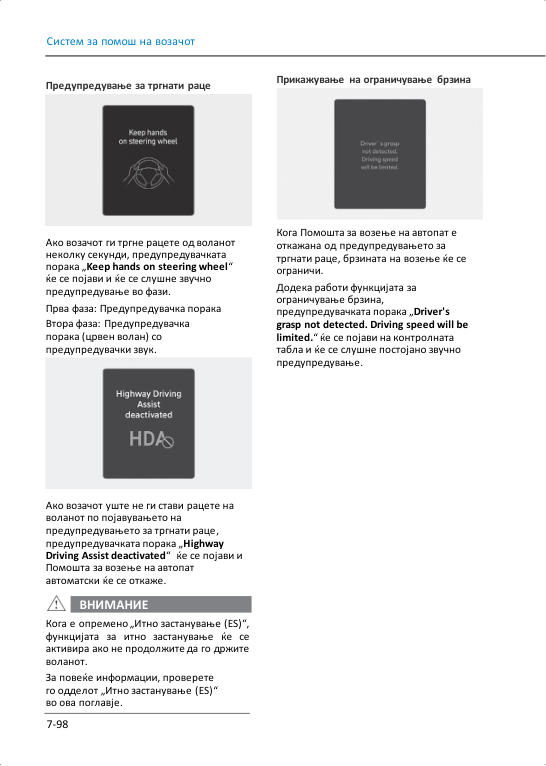 Систем за помош на возачот
Предупредување за тргнати раце
Keep hands
on steering wheel
Ако возачот ги тргне рацете од воланот
неколку секунди, предупредувачката
порака „Keep hands on steering wheel“
ќе се појави и ќе се слушне звучно
предупредување во фази.
Прва фаза: Предупредувачка порака
Втора фаза: Предупредувачка
порака (црвен волан) со
предупредувачки звук.
Highway Driving
Assist
deactivated
HDA
Ако возачот уште не ги стави рацете на
воланот по појавувањето на
предупредувањето за тргнати раце,
предупредувачката порака „Highway
Driving Assist deactivated“ ќе се појави и
Помошта за возење на автопат
автоматски ќе се откаже.
ВНИМАНИЕ
Кога е опремено „Итно застанување (ES)“,
функцијата за итно застанување ќе се
активира ако не продолжите да го држите
воланот.
За повеќе информации, проверете
го одделот „Итно застанување (ES)“
во ова поглавје.
Прикажување на ограничување брзина
Driver's grasp
not detected.
Driving speed
will be limited.
Кога Помошта за возење на автопат е
откажана од предупредувањето за
тргнати раце, брзината на возење ќе се
ограничи.
Додека работи функцијата за
ограничување брзина,
предупредувачката порака „Driver's
grasp not detected. Driving speed will be
limited.“ ќе се појави на контролната
табла и ќе се слушне постојано звучно
предупредување.
7-98